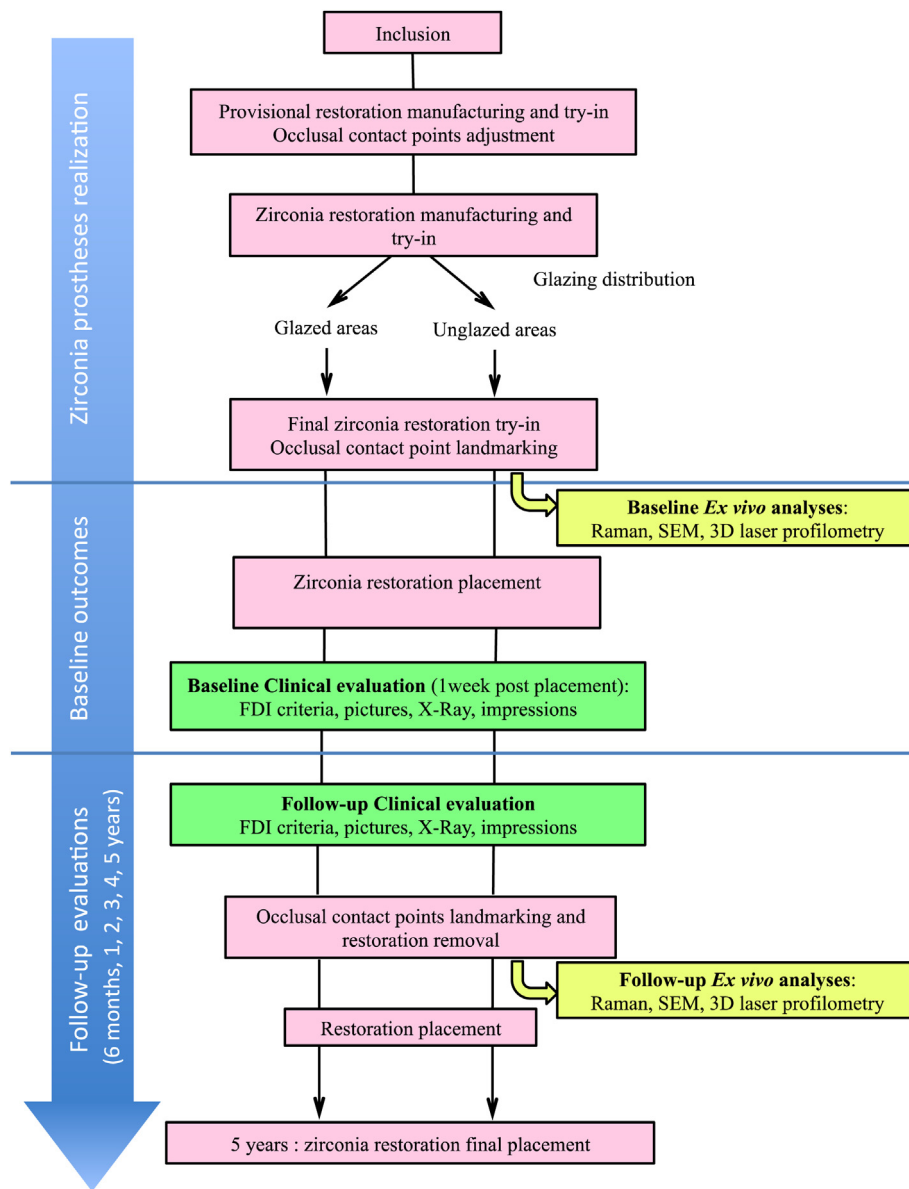 Zirconia prostheses realization
Inclusion
Provisional restoration manufacturing and try-in
Occlusal contact points adjustment
Zirconia restoration manufacturing and
try-in
Glazing distribution
Glazed areas
Unglazed areas
Final zirconia restoration try-in
Occlusal contact point landmarking
Baseline outcomes
Baseline Ex vivo analyses:
Raman, SEM, 3D laser profilometry
Zirconia restoration placement
Baseline Clinical evaluation (1week post placement):
FDI criteria, pictures, X-Ray, impressions
Follow-up evaluations
(6 months, 1, 2, 3, 4, 5 years)
Follow-up Clinical evaluation
FDI criteria, pictures, X-Ray, impressions
Occlusal contact points landmarking and
restoration removal
Follow-up Ex vivo analyses:
Raman, SEM, 3D laser profilometry
Restoration placement
5 years : zirconia restoration final placement